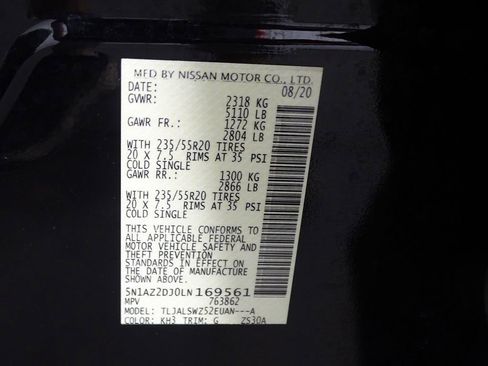 MFD BY NISSAN MOTOR CO., LTD.
DATE: 08/20
GVWR: 2318 KG
5110 LB
GAWR FR.: 1272 KG
2804 LB
WITH 235/55R20 TIRES
20 X 7.5 RIMS AT 35 PSI
COLD SINGLE
GAWR RR.: 1300 KG
2866 LB
WITH 235/55R20 TIRES
20 X 7.5 RIMS AT 35 PSI
COLD SINGLE
THIS VEHICLE CONFORMS TO
ALL APPLICABLE FEDERAL
MOTOR VEHICLE SAFETY AND
THEFT PREVENTION
STANDARDS IN EFFECT ON
THE DATE OF MANUFACTURE
SHOWN ABOVE.
5N1AZ2DJ0LN169561
MPV 763862
MODEL: TLJALSWZ52EUAN---A
COLOR: KH3 TRIM: G ZS30A